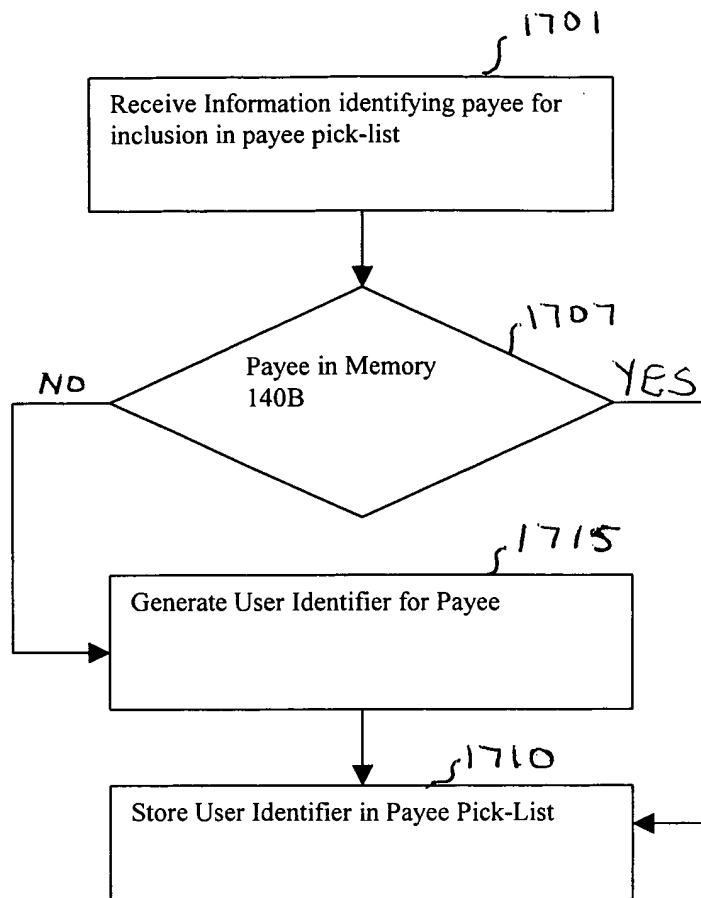 1701
Receive Information identifying payee for
inclusion in payee pick-list
1707
Payee in Memory
140B
NO
YES
1715
Generate User Identifier for Payee
1710
Store User Identifier in Payee Pick-List